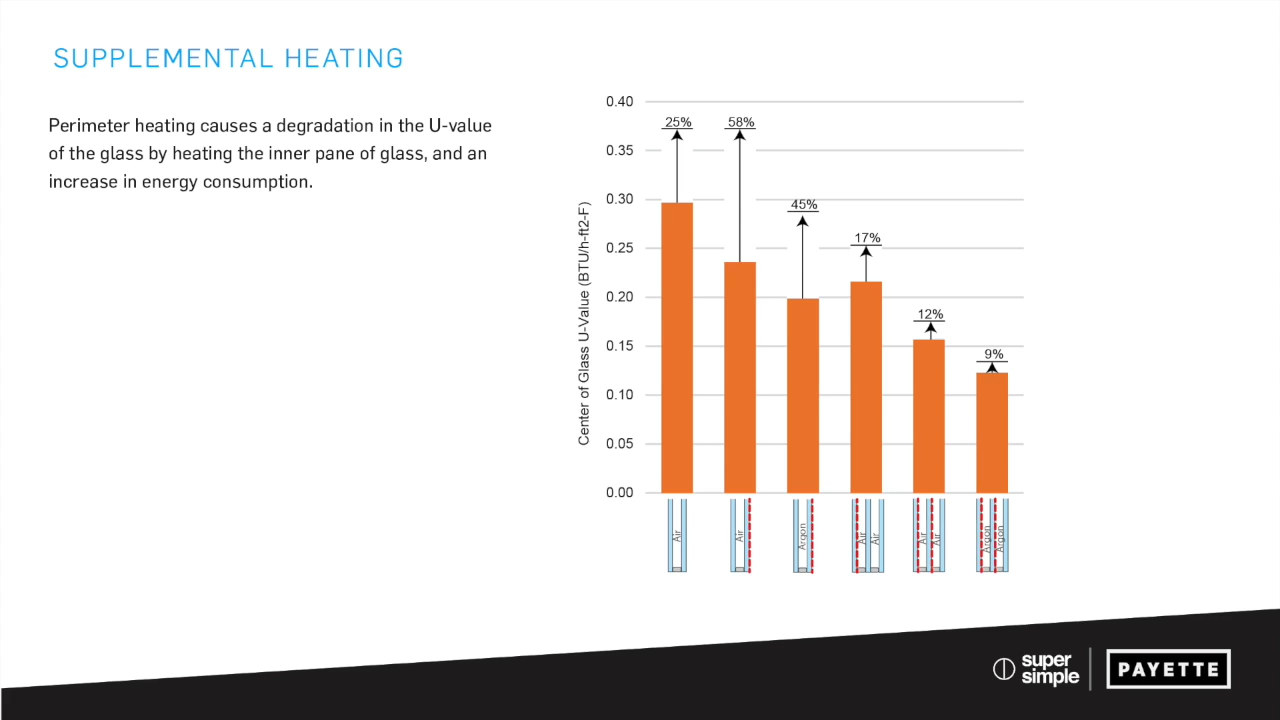 SUPPLEMENTAL HEATING
Perimeter heating causes a degradation in the U-value
of the glass by heating the inner pane of glass, and an
increase in energy consumption.
Center of Glass U-Value (BTU/h-ft2-F)
0.40
0.35
0.30
0.25
0.20
0.15
0.10
0.05
0.00
25%
58%
45%
17%
12%
9%
Air
Air
Argon
Air
Air
Air
Air
Argon
Argon
super
simple
PAYETTE